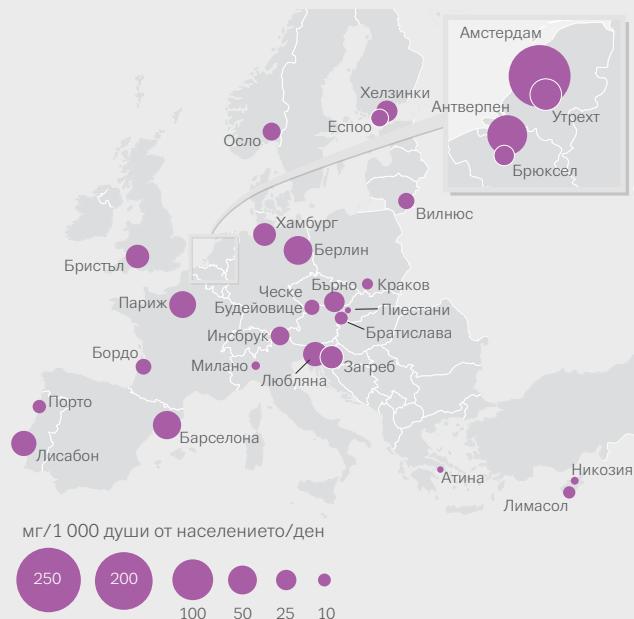 Амстердам
Утрехт
Антверпен
Брюксел
Хелзинки
Еспоо
Осло
Вилнюс
Хамбург
Берлин
Бристъл
Париж
Ческе
Будейовице
Бърно
Краков
Пиестани
Братислава
Инсбрук
Бордо
Милано
Любляна
Загреб
Порто
Лисабон
Барселона
Атина
Никозия
Лимасол
мг/1 000 души от населението/ден
250 200
100 50 25 10